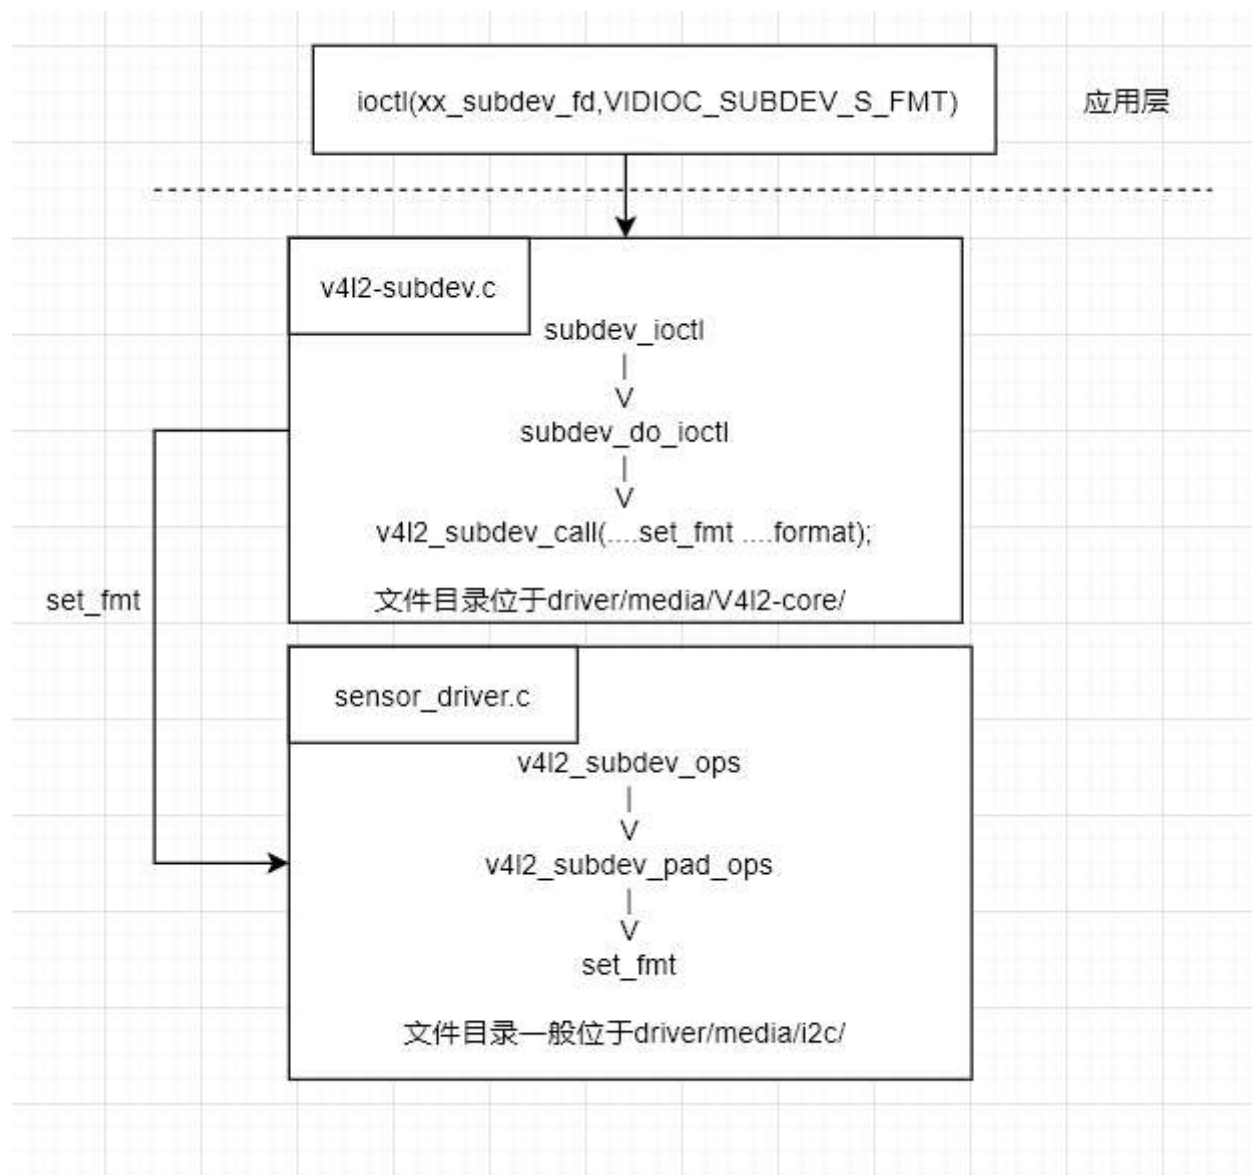 ioctl(xx_subdev_fd,VIDIOC_SUBDEV_S_FMT)
应用层
v4l2-subdev.c
subdev_ioctl
|
V
subdev_do_ioctl
|
V
v4l2_subdev_call(....set_fmt ....format);
文件目录位于driver/media/V4l2-core/
set_fmt
sensor_driver.c
v4l2_subdev_ops
|
V
v4l2_subdev_pad_ops
|
V
set_fmt
文件目录一般位于driver/media/i2c/